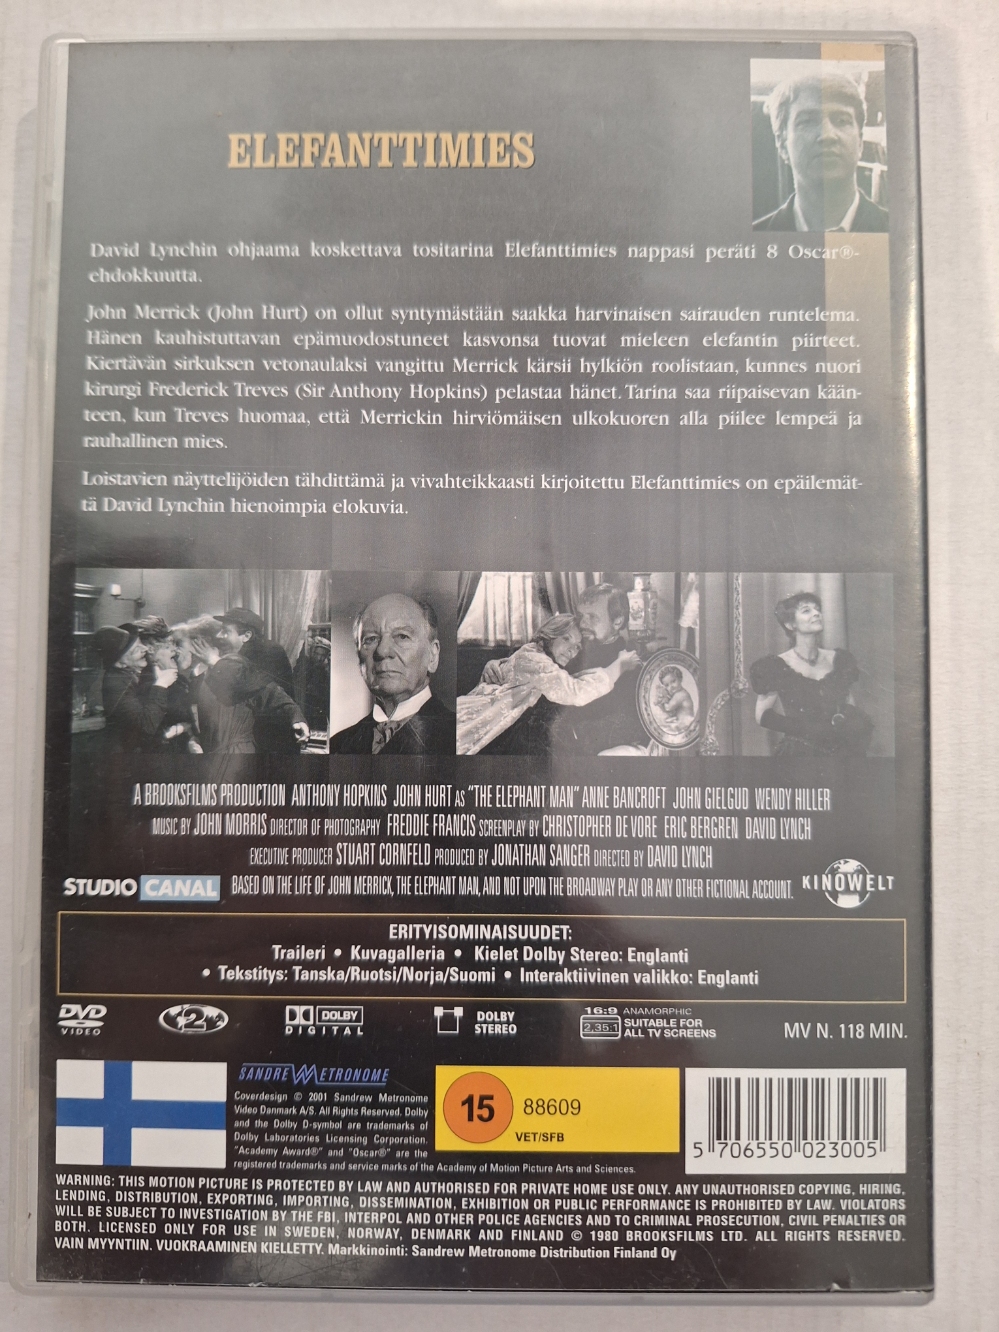 ELEFANTTIMIES
David Lynchin ohjaama koskettava tositarina Elefanttimies nappasi peräti 8 Oscar®-
ehdokkuutta.
John Merrick (John Hurt) on ollut syntymästään saakka harvinaisen sairauden runtelema.
Hänen kauhistuttavan epämuodostuneet kasvonsa tuovat mieleen elefantin piirteet.
Kiertävän sirkuksen vetonaulaksi vangittu Merrick kärsii hylkiön roolistaan, kunnes nuori
kirurgi Frederick Treves (Sir Anthony Hopkins) pelastaa hänet. Tarina saa riipaisevan kään-
teen, kun Treves huomaa, että Merrickin hirviömäisen ulkokuoren alla piilee lempeä ja
rauhallinen mies.
Loistavien näyttelijöiden tähdittämä ja vivahteikkaasti kirjoitettu Elefanttimies on epäilemät-
tä David Lynchin hienoimpia elokuvia.
A BROOKSFILMS PRODUCTION ANTHONY HOPKINS JOHN HURT AS "THE ELEPHANT MAN" ANNE BANCROFT JOHN GIELGUD WENDY HILLER
MUSIC BY JOHN MORRIS DIRECTOR OF PHOTOGRAPHY FREDDIE FRANCIS SCREENPLAY BY CHRISTOPHER DE VORE ERIC BERGREN DAVID LYNCH
EXECUTIVE PRODUCER STUART CORNFELD PRODUCED BY JONATHAN SANGER DIRECTED BY DAVID LYNCH
STUDIO CANAL BASED ON THE LIFE OF JOHN MERRICK, THE ELEPHANT MAN, AND NOT UPON THE BROADWAY PLAY OR ANY OTHER FICTIONAL ACCOUNT. KINOWELT
ERITYISOMINAISUUDET:
Traileri • Kuvagalleria • Kielet Dolby Stereo: Englanti
• Tekstitys: Tanska/Ruotsi/Norja/Suomi • Interaktiivinen valikko: Englanti
DVD VIDEO
2
DOLBY DIGITAL
DOLBY STEREO
16:9 ANAMORPHIC
2,35:1 SUITABLE FOR ALL TV SCREENS
MV N. 118 MIN.
SANDREW METRONOME
Coverdesign © 2001 Sandrew Metronome
Video Danmark A/S. All Rights Reserved. Dolby
and the Dolby D-symbol are trademarks of
Dolby Laboratories Licensing Corporation.
"Academy Award®" and "Oscar®" are the
registered trademarks and service marks of the Academy of Motion Picture Arts and Sciences.
15 88609
VET/SFB
5 706550 023005
WARNING: THIS MOTION PICTURE IS PROTECTED BY LAW AND AUTHORISED FOR PRIVATE HOME USE ONLY. ANY UNAUTHORISED COPYING, HIRING,
LENDING, DISTRIBUTION, EXPORTING, IMPORTING, DISSEMINATION, EXHIBITION OR PUBLIC PERFORMANCE IS PROHIBITED BY LAW. VIOLATORS
WILL BE SUBJECT TO INVESTIGATION BY THE FBI, INTERPOL AND OTHER POLICE AGENCIES AND TO CRIMINAL PROSECUTION, CIVIL PENALTIES OR
BOTH. LICENSED ONLY FOR USE IN SWEDEN, NORWAY, DENMARK AND FINLAND © 1980 BROOKSFILMS LTD. ALL RIGHTS RESERVED.
VAIN MYYNTIIN. VUOKRAAMINEN KIELLETTY. Markkinointi: Sandrew Metronome Distribution Finland Oy